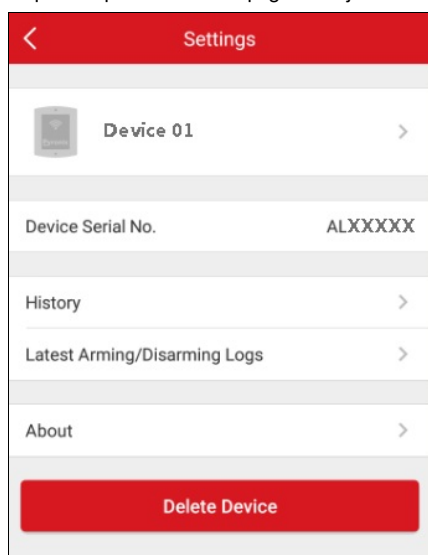 Settings
Device 01
Device Serial No. ALXXXXX
History
Latest Arming/Disarming Logs
About
Delete Device